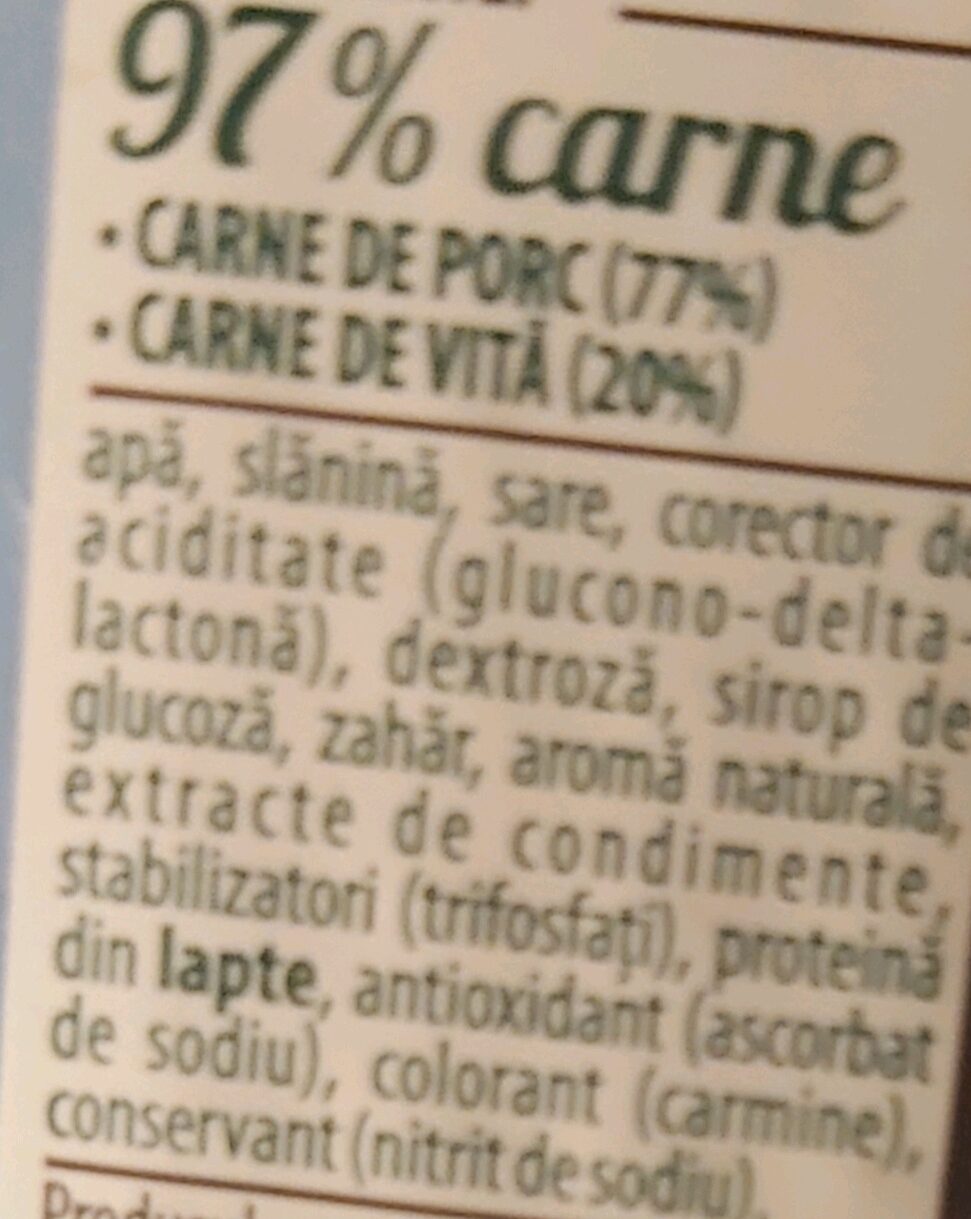 97% carne
• CARNE DE PORC (77%)
• CARNE DE VITĂ (20%)
apă, slănină, sare, corector de
aciditate (glucono-delta-
lactonă), dextroză, sirop de
glucoză, zahăr, aromă naturală,
extracte de condimente,
stabilizatori (trifosfați), proteină
din lapte, antioxidant (ascorbat
de sodiu), colorant (carmine),
conservant (nitrit de sodiu).